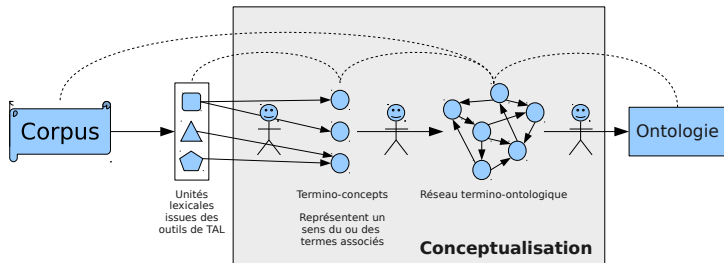 Corpus
Ontologie
Unités
lexicales
issues des
outils de TAL
Termino-concepts
Représentent un
sens du ou des
termes associés
Réseau termino-ontologique
Conceptualisation